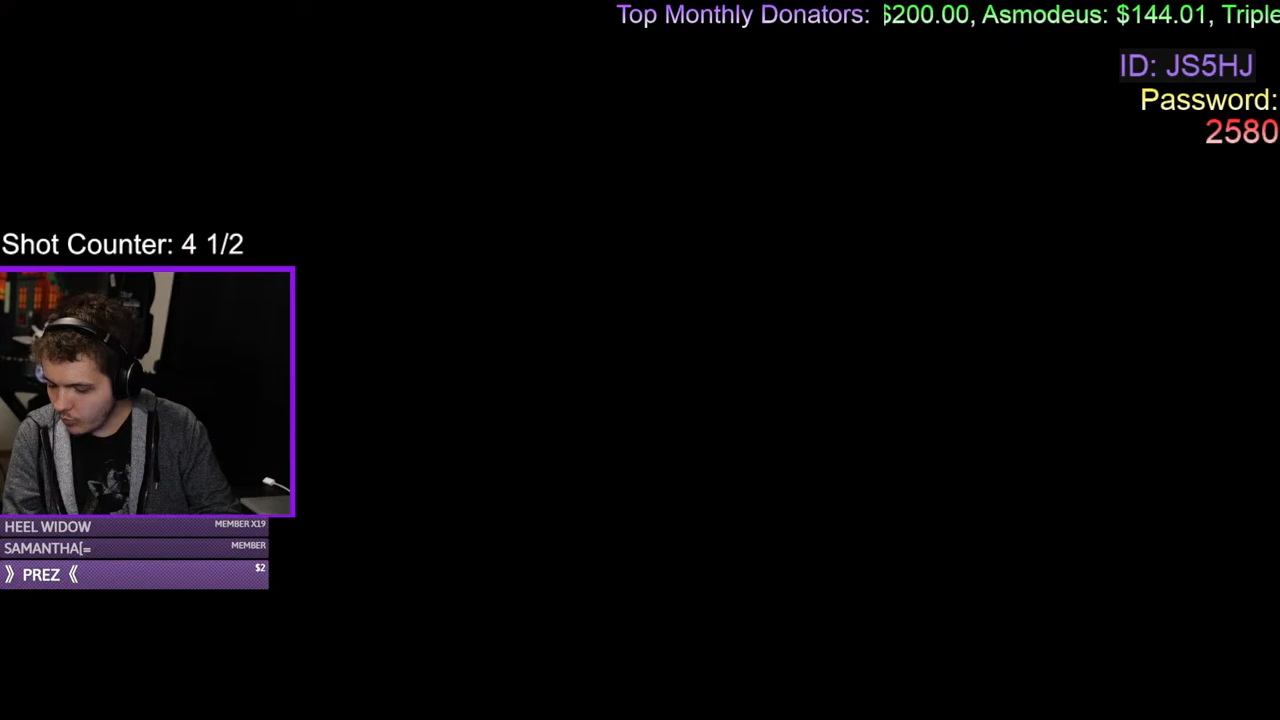 Top Monthly Donators: $200.00, Asmodeus: $144.01, Triple
ID: JS5HJ
Password:
2580
Shot Counter: 4 1/2
HEEL WIDOW MEMBER X19
SAMANTHA[= MEMBER
》 PREZ 《 $2